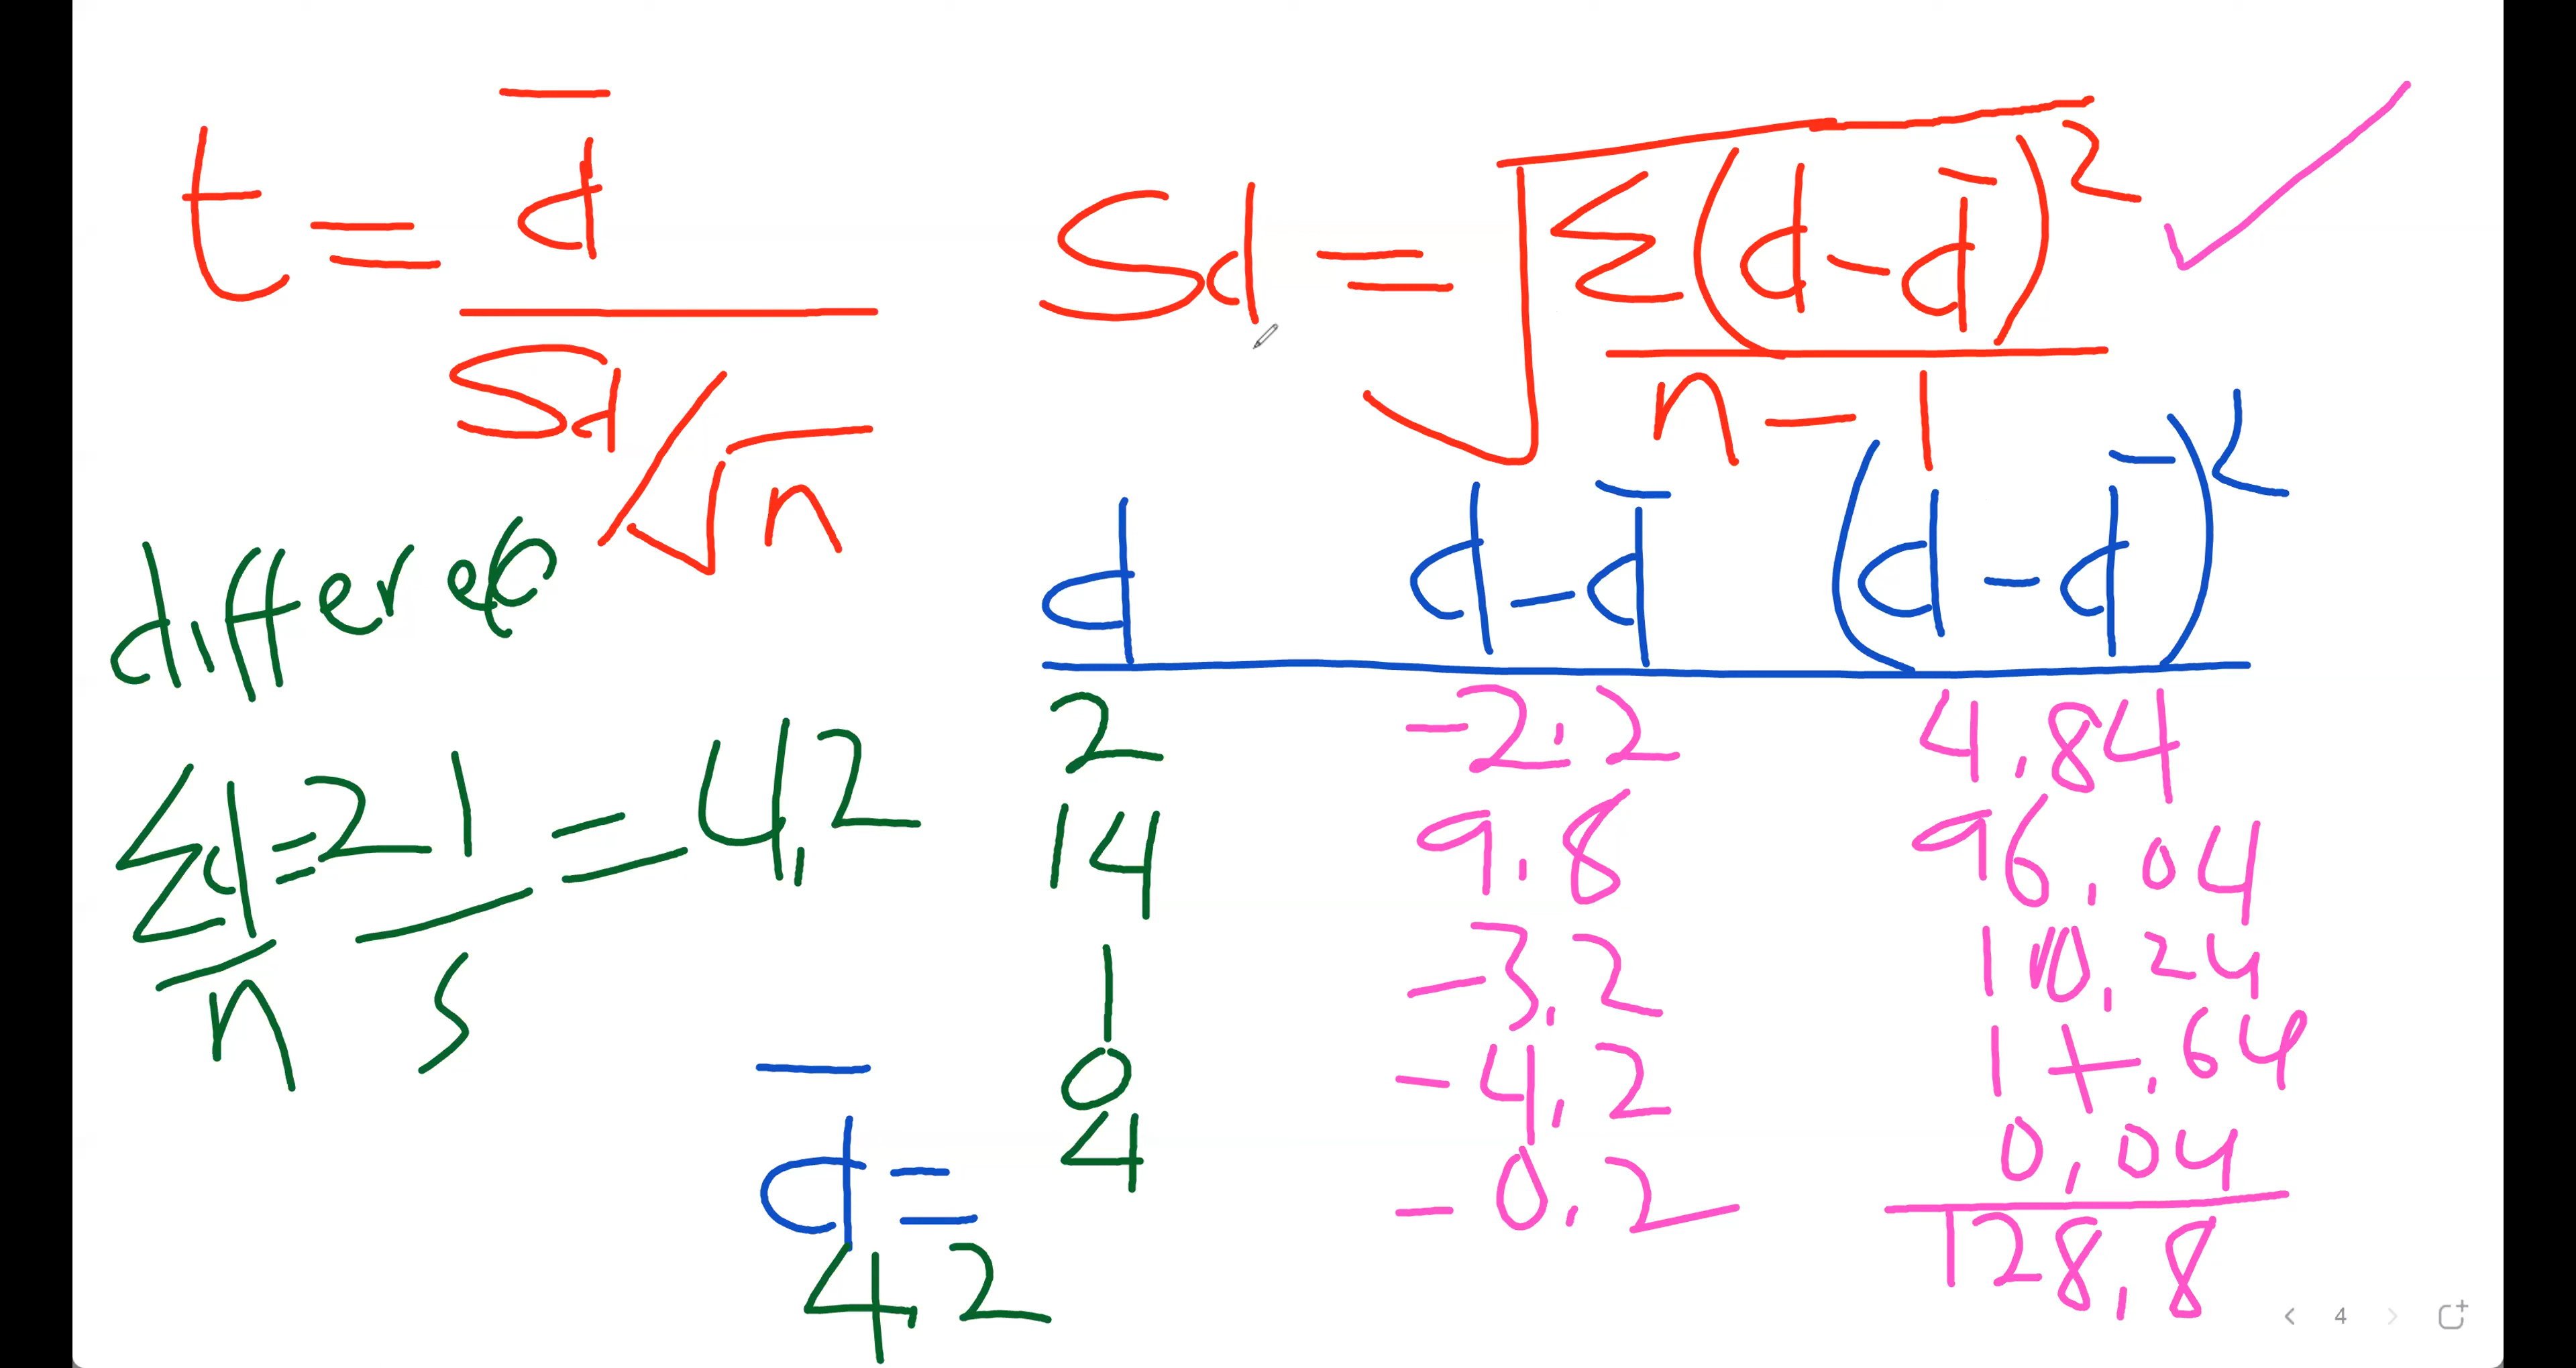 t = d̄ / (Sd/√n)
Sd = √(Σ(d − d̄)² / (n − 1))
Σd/n = 21/5 = 4,2
d̄ = 4,2
d d − d̄ (d − d̄)²
2 −2,2 4,84
14 9,8 96,04
1 −3,2 10,24
0 −4,2 17,64
4 −0,2 0,04
128,8
4